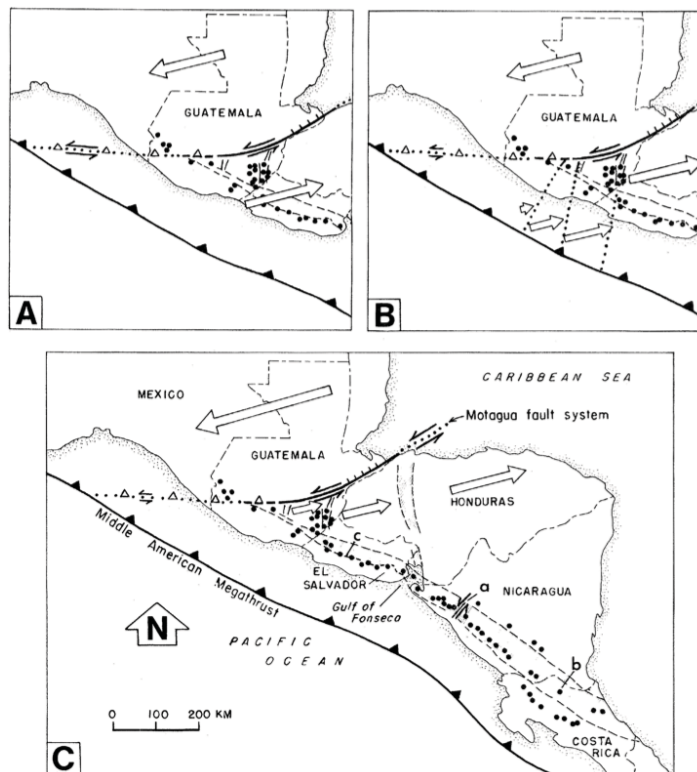 GUATEMALA
A
GUATEMALA
B
MEXICO
CARIBBEAN SEA
Motagua fault system
GUATEMALA
HONDURAS
c
EL
SALVADOR
Gulf of
Fonseca
a
NICARAGUA
Middle American Megathrust
N
PACIFIC
OCEAN
b
0 100 200 KM
COSTA
RICA
C